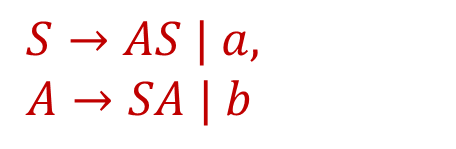 S → AS | a,
A → SA | b